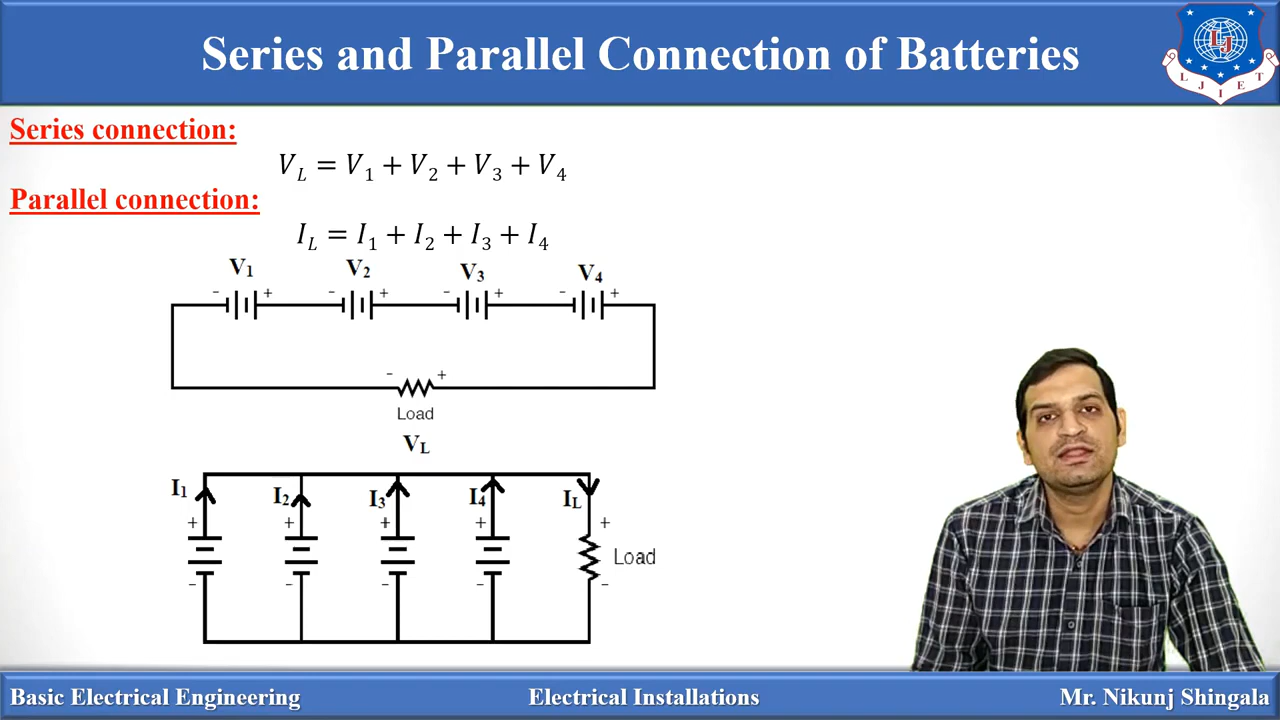 Series and Parallel Connection of Batteries
LJ
L J I E T
Series connection:
V_L = V_1 + V_2 + V_3 + V_4
Parallel connection:
I_L = I_1 + I_2 + I_3 + I_4
V1 V2 V3 V4
- + - + - + - +
- +
Load
VL
I1 I2 I3 I4 IL
+ + + + +
Load
- - - - -
Basic Electrical Engineering Electrical Installations Mr. Nikunj Shingala